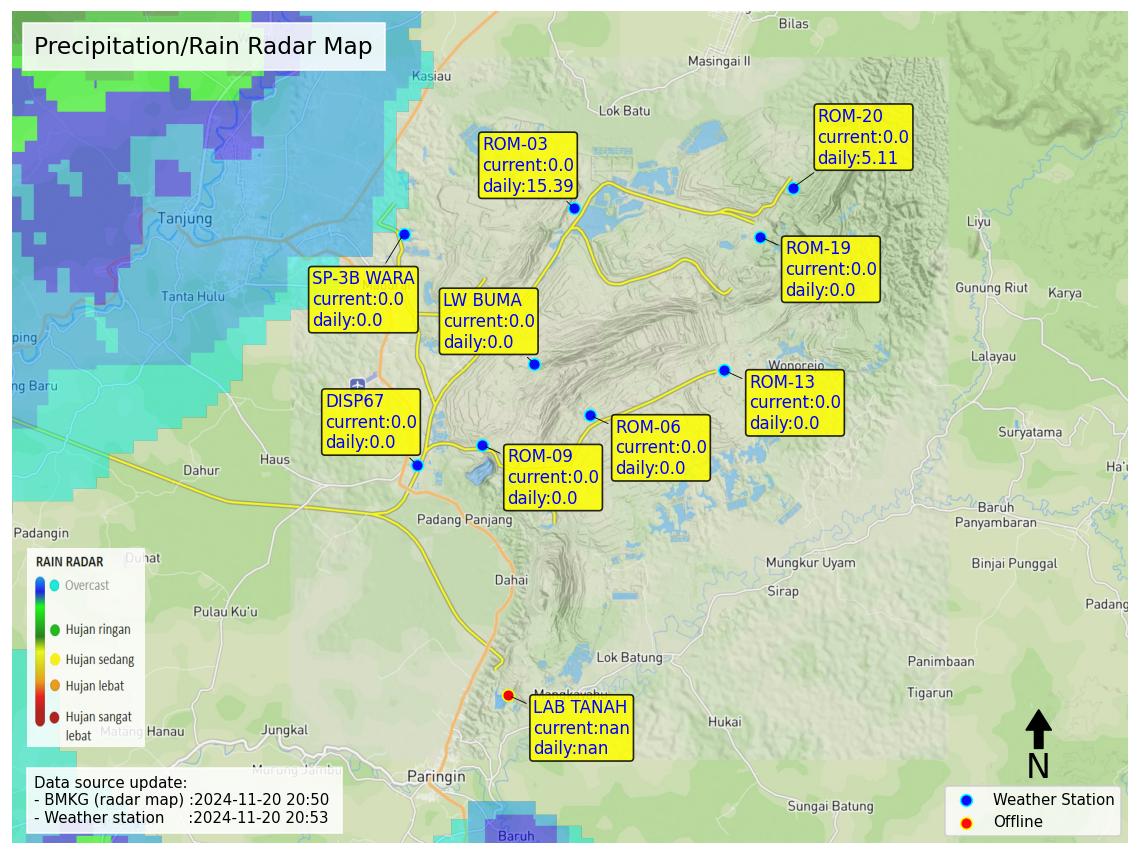 Precipitation/Rain Radar Map
Bilas
Masingai II
Kasiau
Lok Batu
ROM-20
current:0.0
daily:5.11
ROM-03
current:0.0
daily:15.39
Tanjung
Liyu
ROM-19
current:0.0
daily:0.0
SP-3B WARA
current:0.0
daily:0.0
LW BUMA
current:0.0
daily:0.0
Tanta Hulu
Gunung Riut
Karya
ping
Lalayau
Wonorejo
ng Baru
ROM-13
current:0.0
daily:0.0
DISP67
current:0.0
daily:0.0
ROM-06
current:0.0
daily:0.0
Suryatama
ROM-09
current:0.0
daily:0.0
Haus
Dahur
Ha'u
Baruh
Panyambaran
Padang Panjang
Padangin
Duhat
Mungkur Uyam
Binjai Punggal
Dahai
Sirap
Padang
Pulau Ku'u
RAIN RADAR
Overcast
Hujan ringan
Hujan sedang
Hujan lebat
Hujan sangat
lebat
Lok Batung
Panimbaan
Tigarun
LAB TANAH
current:nan
daily:nan
Hukai
Matang Hanau
Jungkal
Murung Jambu
Paringin
N
Data source update:
- BMKG (radar map) :2024-11-20 20:50
- Weather station :2024-11-20 20:53
Sungai Batung
Baruh
Weather Station
Offline